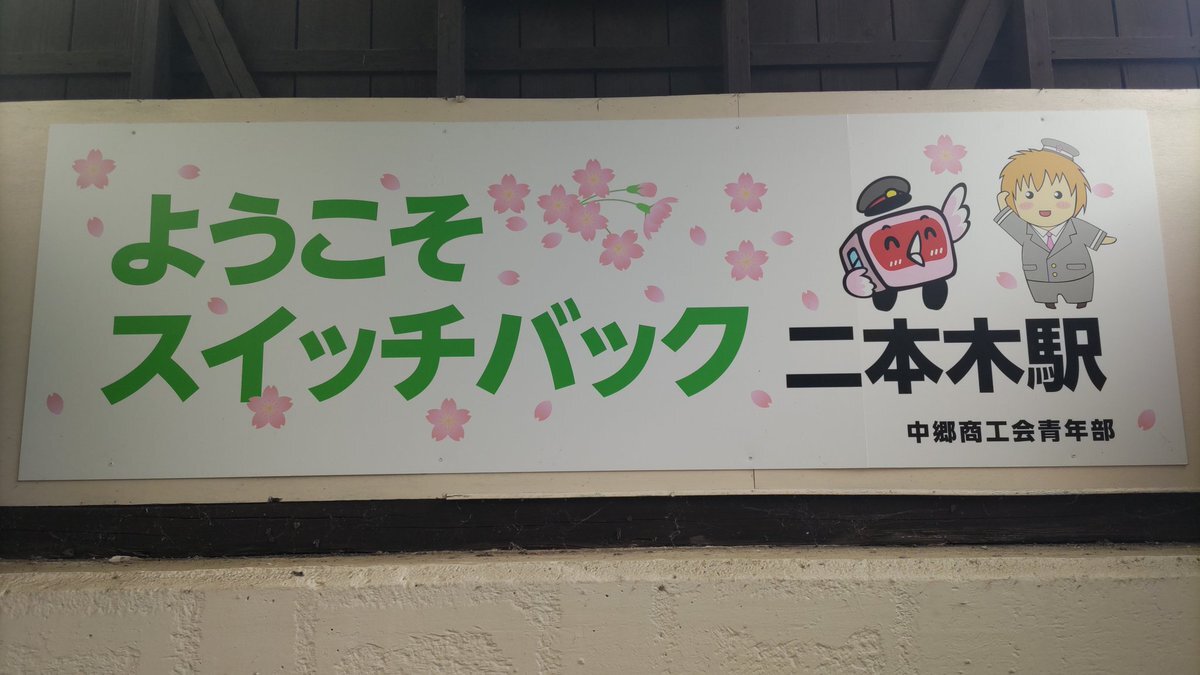 ようこそ
スイッチバック 二本木駅
中郷商工会青年部